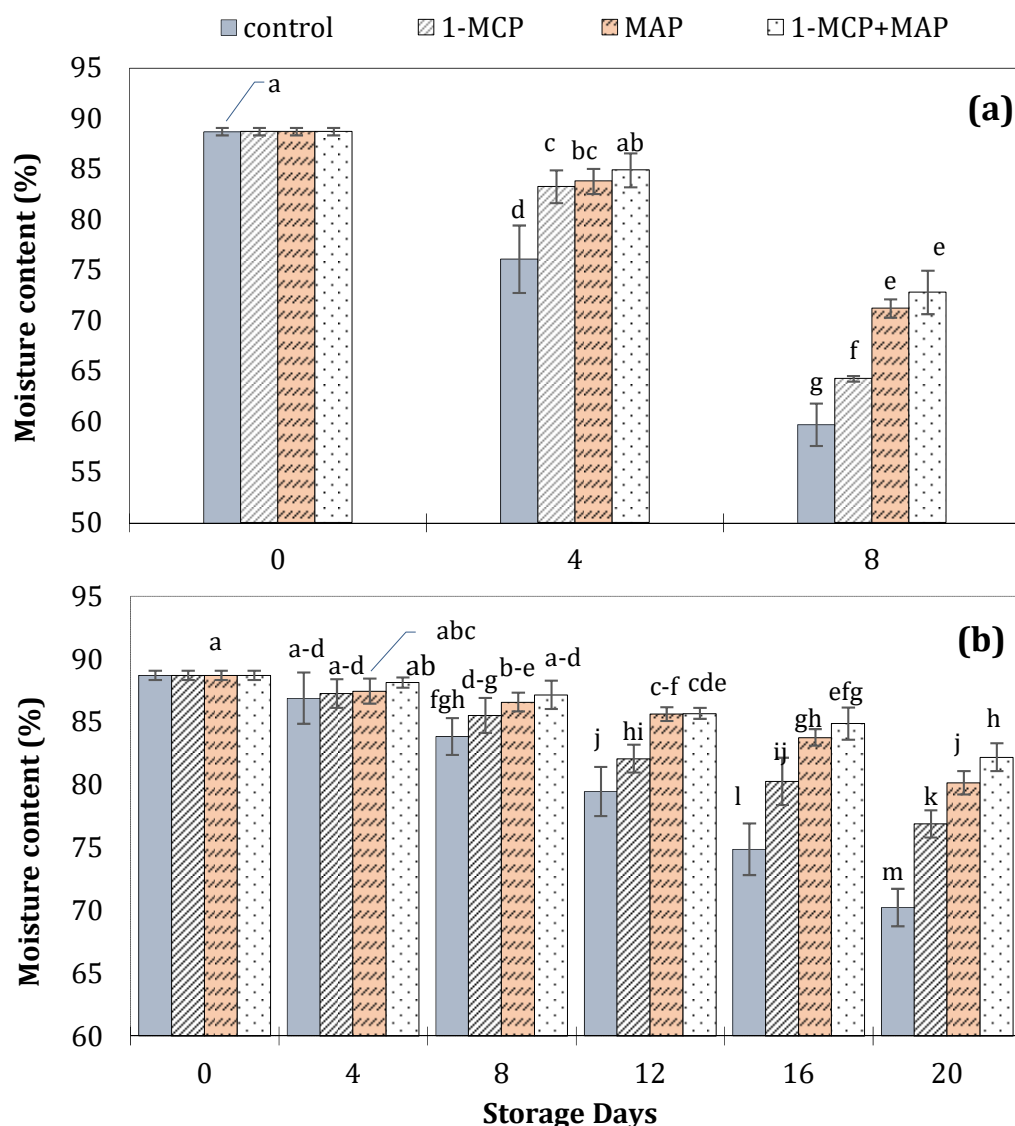 control 1-MCP MAP 1-MCP+MAP
95
a
(a)
90
c bc ab
85
d
80
75
e e
70
f
65
g
60
55
50
Moisture content (%)
0 4 8
95
(b)
abc
a a-d a-d ab
90
fgh d-g b-e a-d
c-f cde
efg
85
j hi
gh
h
ij
j
80
l
k
75
m
70
65
60
Moisture content (%)
0 4 8 12 16 20
Storage Days